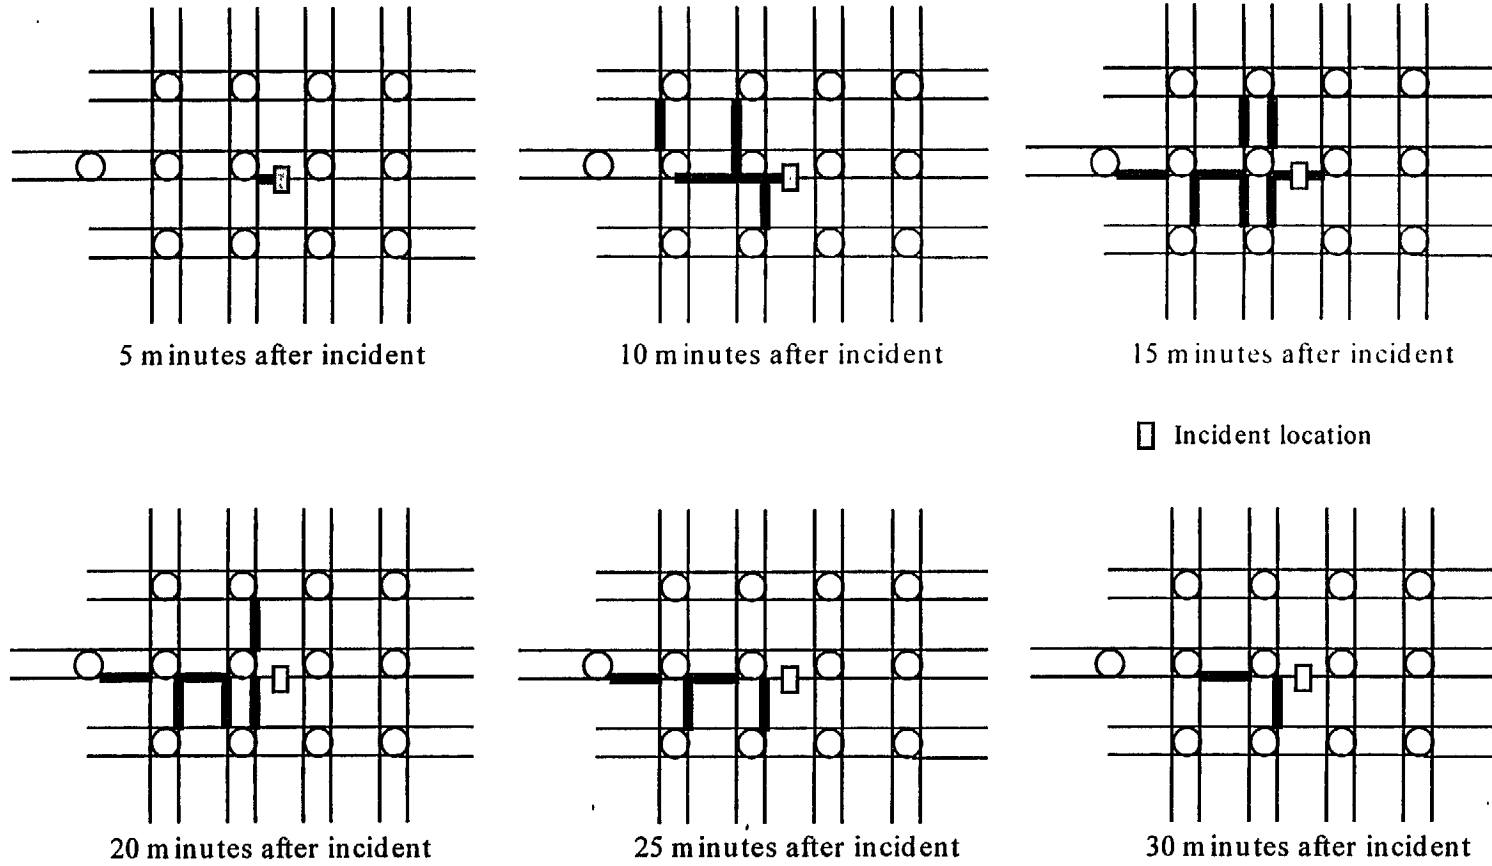 5 minutes after incident
10 minutes after incident
15 minutes after incident
Incident location
20 minutes after incident
25 minutes after incident
30 minutes after incident